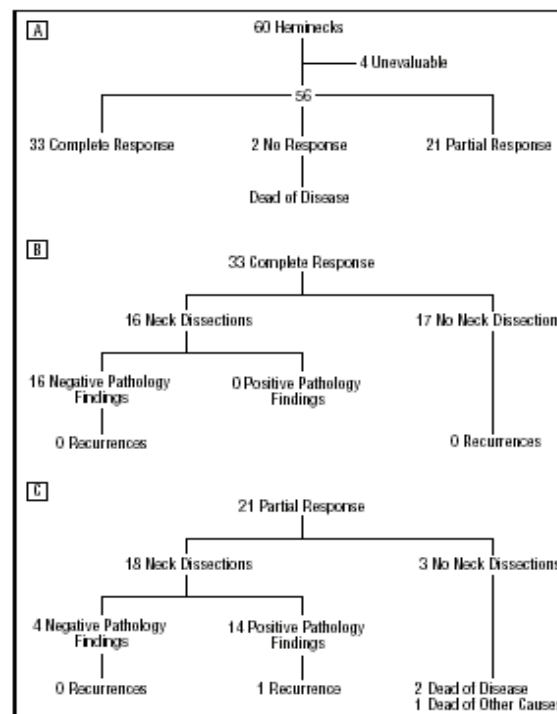 A
60 Heminecks
4 Unevaluable
56
33 Complete Response
2 No Response
21 Partial Response
Dead of Disease
B
33 Complete Response
16 Neck Dissections
17 No Neck Dissection
16 Negative Pathology
Findings
0 Positive Pathology
Findings
0 Recurrences
0 Recurrences
C
21 Partial Response
18 Neck Dissections
3 No Neck Dissections
4 Negative Pathology
Findings
14 Positive Pathology
Findings
0 Recurrences
1 Recurrence
2 Dead of Disease
1 Dead of Other Cause